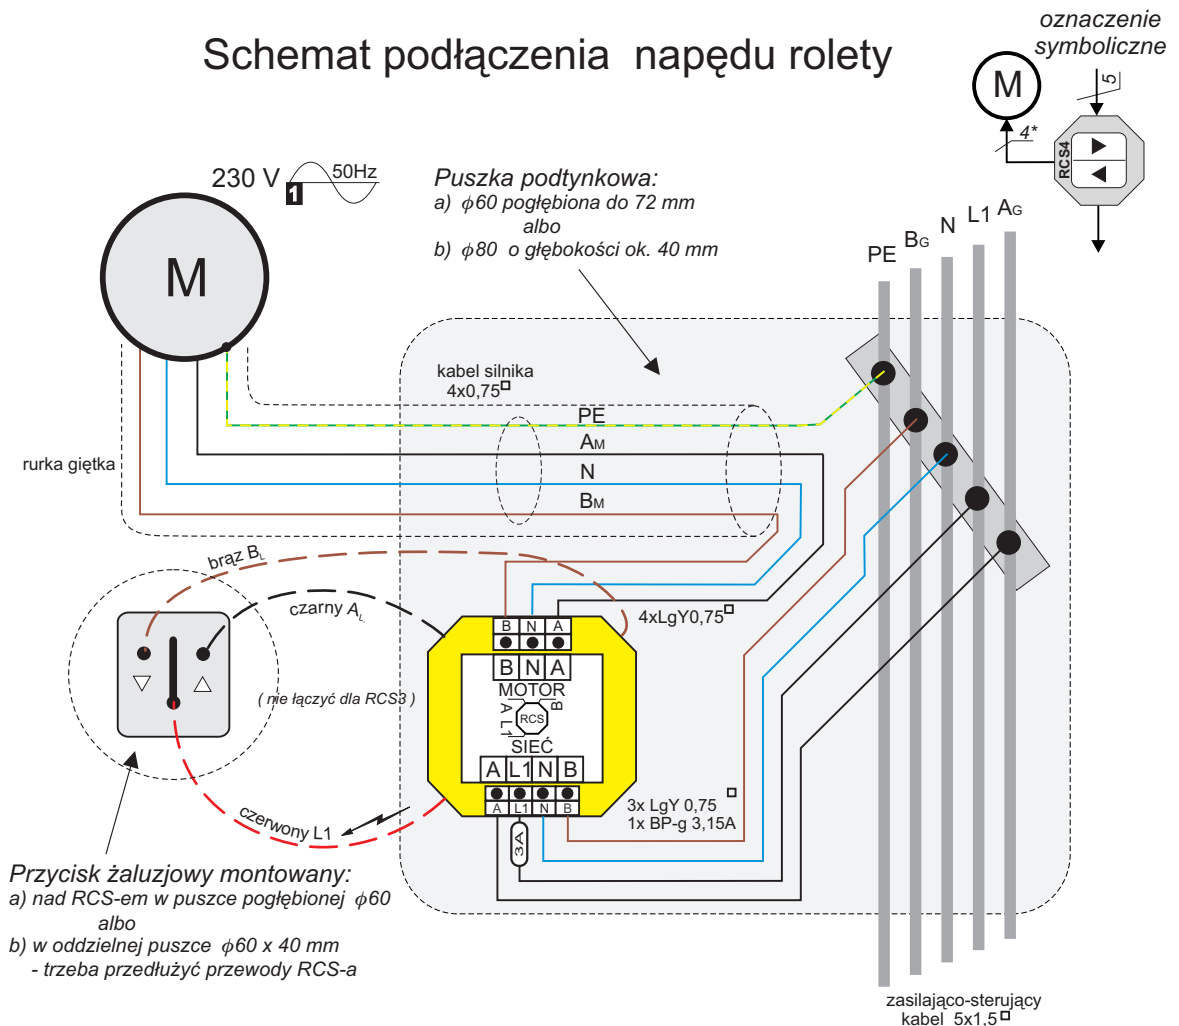 Schemat podłączenia napędu rolety
oznaczenie
symboliczne
M
5
4*
RCS4
230 V
50Hz
1
Puszka podtynkowa:
a) ϕ60 pogłębiona do 72 mm
albo
b) ϕ80 o głębokości ok. 40 mm
PE
BG
N
L1
AG
M
kabel silnika
4x0,75□
PE
AM
N
BM
rurka giętka
brąz BL
czarny AL
( nie łączyć dla RCS3 )
czerwony L1
B N A
4xLgY0,75□
B N A
MOTOR
A L1
B
RCS
SIEĆ
A L1 N B
A L1 N B
3A
3x LgY 0,75 □
1x BP-g 3,15A
Przycisk żaluzjowy montowany:
a) nad RCS-em w puszce pogłębionej ϕ60
albo
b) w oddzielnej puszce ϕ60 x 40 mm
- trzeba przedłużyć przewody RCS-a
zasilająco-sterujący
kabel 5x1,5□